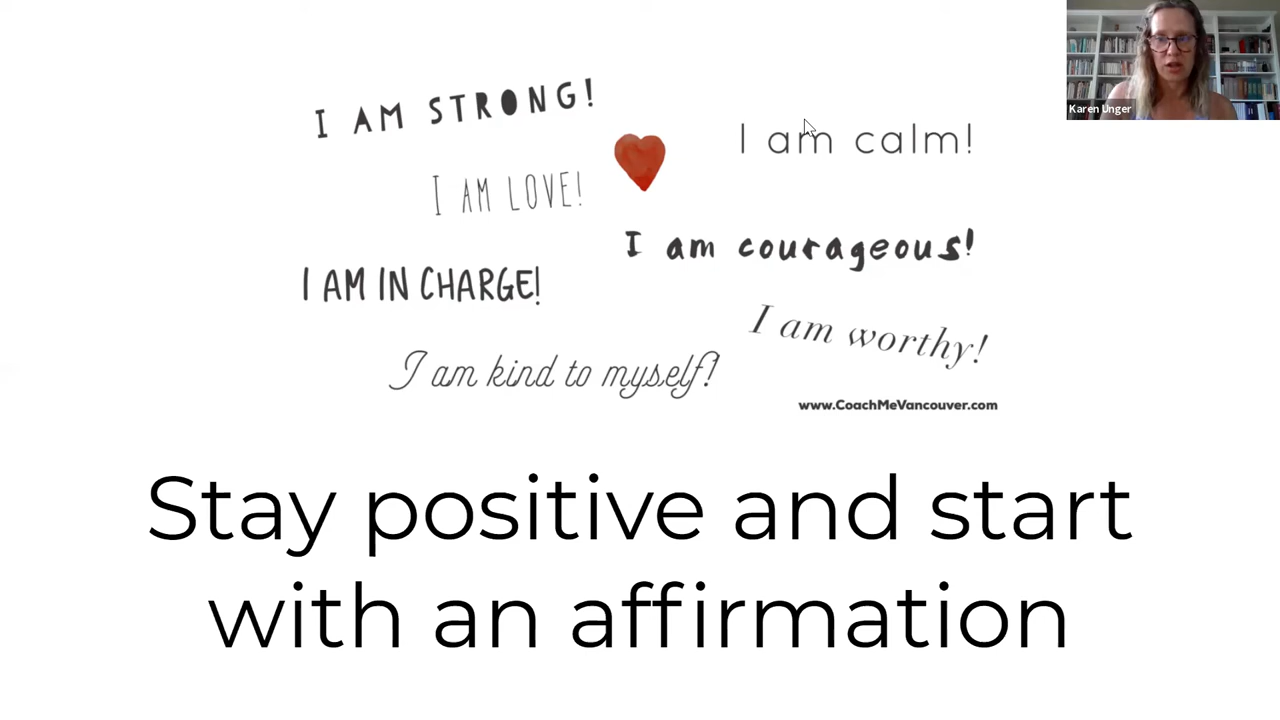 I AM STRONG!
I am calm!
I AM LOVE!
I am courageous!
I AM IN CHARGE!
I am worthy!
I am kind to myself!
www.CoachMeVancouver.com
Stay positive and start
with an affirmation
Karen Unger